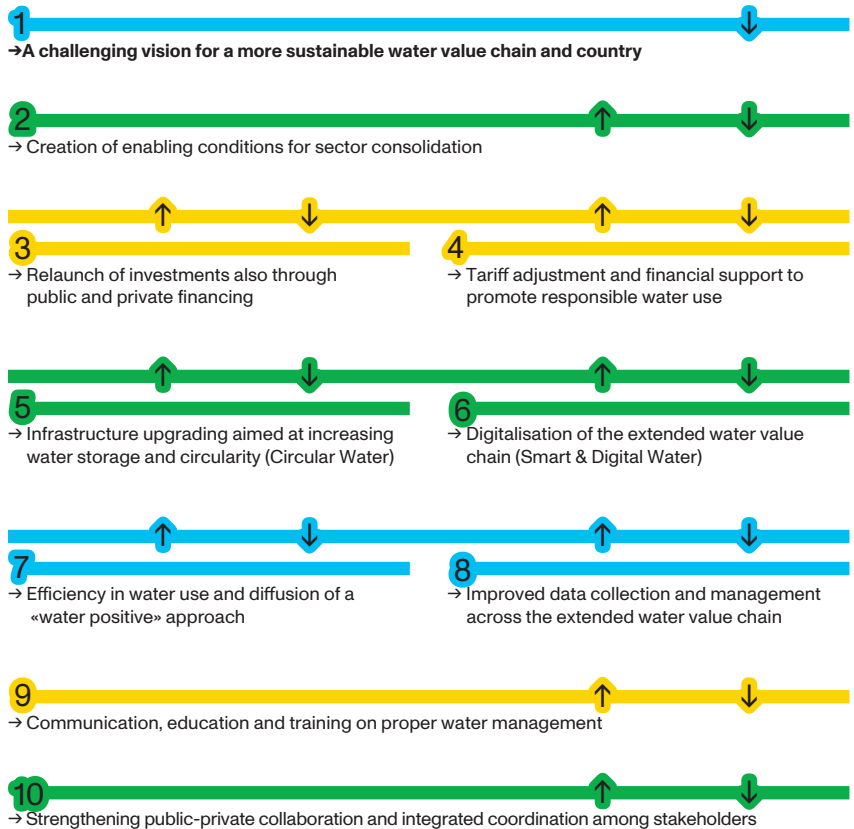 1
→A challenging vision for a more sustainable water value chain and country
2
→ Creation of enabling conditions for sector consolidation
3
→ Relaunch of investments also through
public and private financing
4
→ Tariff adjustment and financial support to
promote responsible water use
5
→ Infrastructure upgrading aimed at increasing
water storage and circularity (Circular Water)
6
→ Digitalisation of the extended water value
chain (Smart & Digital Water)
7
→ Efficiency in water use and diffusion of a
«water positive» approach
8
→ Improved data collection and management
across the extended water value chain
9
→ Communication, education and training on proper water management
10
→ Strengthening public-private collaboration and integrated coordination among stakeholders